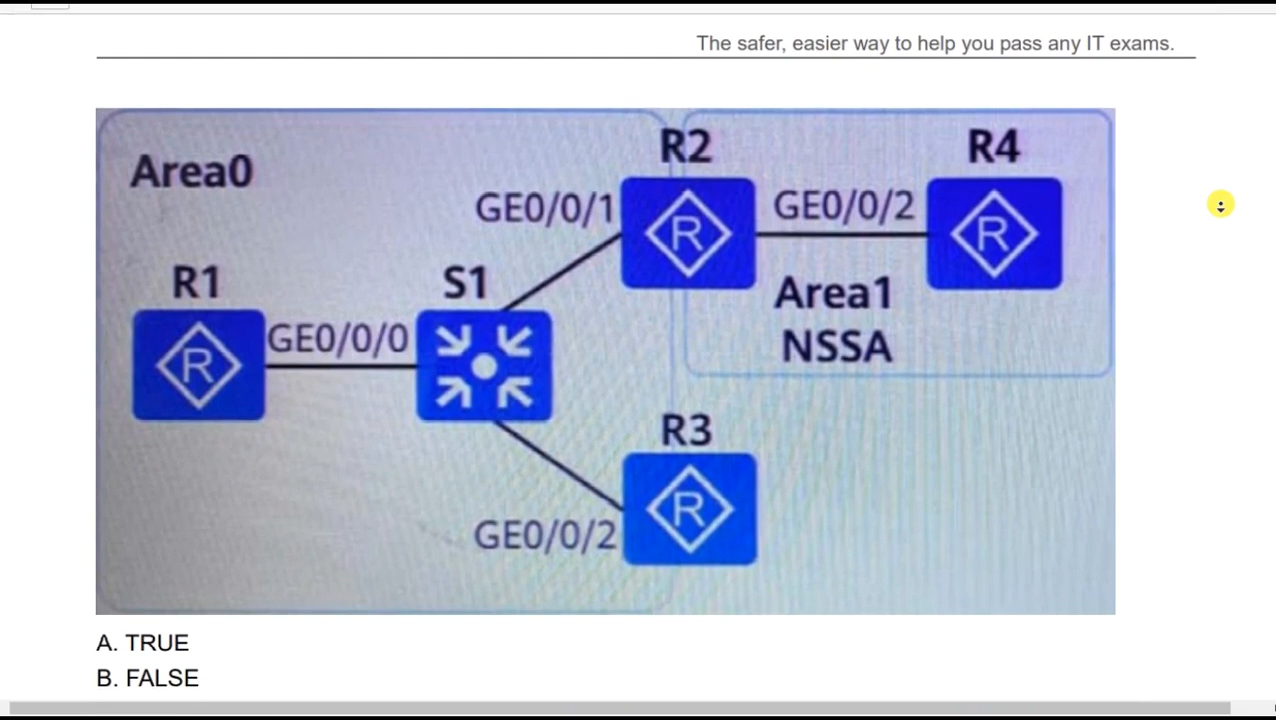 The safer, easier way to help you pass any IT exams.
Area0
R2
R4
GE0/0/1
GE0/0/2
R1
S1
Area1
GE0/0/0
NSSA
R3
GE0/0/2
A. TRUE
B. FALSE